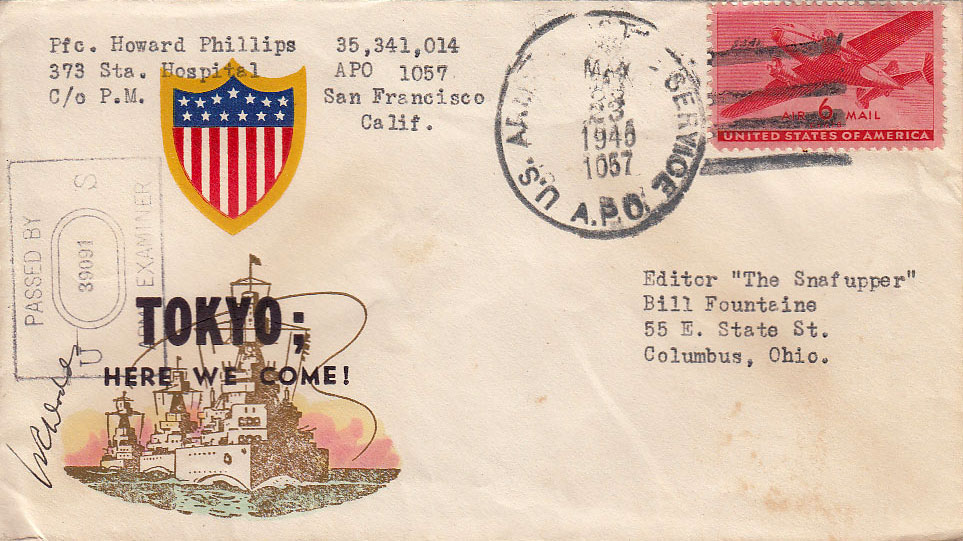 Pfc. Howard Phillips 35,341,014
373 Sta. Hospital APO 1057
C/o P.M. San Francisco
Calif.
U.S. SERVICE
MAY
23
1945
1057
A.P.O.
AIR 6 MAIL
UNITED STATES OF AMERICA
PASSED BY
U S
39091
EXAMINER
TOKYO;
HERE WE COME!
Editor "The Snafupper"
Bill Fountaine
55 E. State St.
Columbus, Ohio.